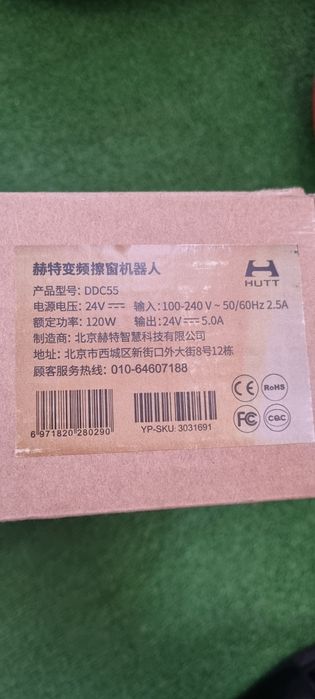 赫特变频擦窗机器人
HUTT
产品型号: DDC55
电源电压: 24V⎓ 输入: 100-240 V ~ 50/60Hz 2.5A
额定功率: 120W 输出: 24V⎓5.0A
制造商: 北京赫特智慧科技有限公司
地址: 北京市西城区新街口外大街8号12栋
顾客服务热线: 010-64607188
CE RoHS
FC CQC
6 971820 280290
YP-SKU: 3031691